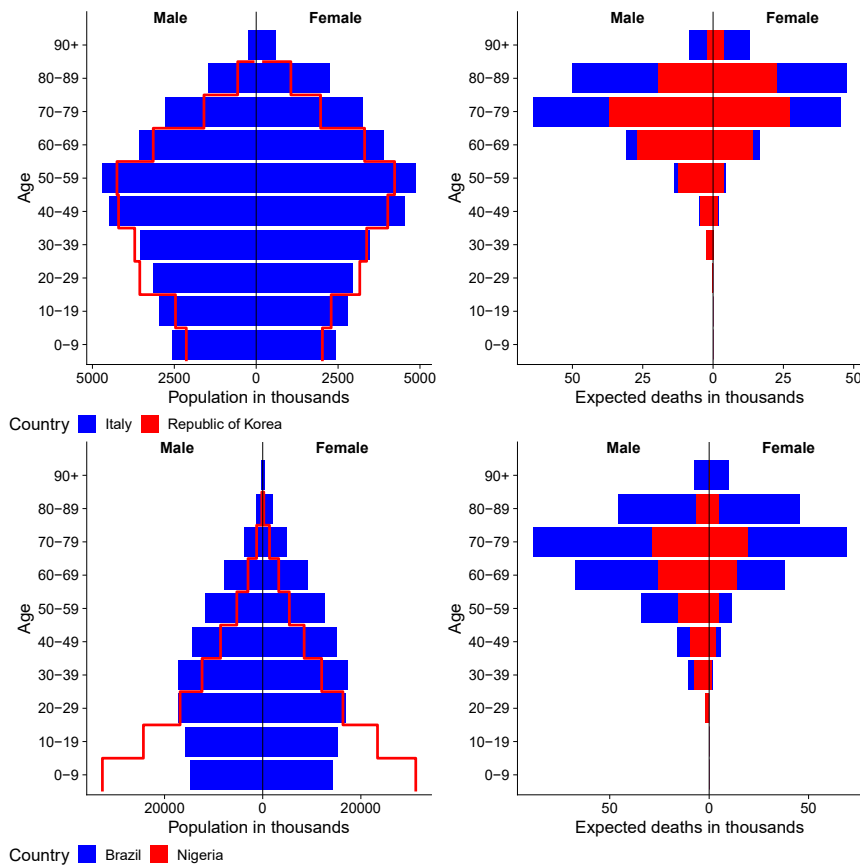 Male Female
90+
80−89
70−79
60−69
50−59
40−49
30−39
20−29
10−19
0−9
Age
5000 2500 0 2500 5000
Population in thousands
Male Female
90+
80−89
70−79
60−69
50−59
40−49
30−39
20−29
10−19
0−9
Age
50 25 0 25 50
Expected deaths in thousands
Country Italy Republic of Korea
Male Female
90+
80−89
70−79
60−69
50−59
40−49
30−39
20−29
10−19
0−9
Age
20000 0 20000
Population in thousands
Male Female
90+
80−89
70−79
60−69
50−59
40−49
30−39
20−29
10−19
0−9
Age
50 0 50
Expected deaths in thousands
Country Brazil Nigeria